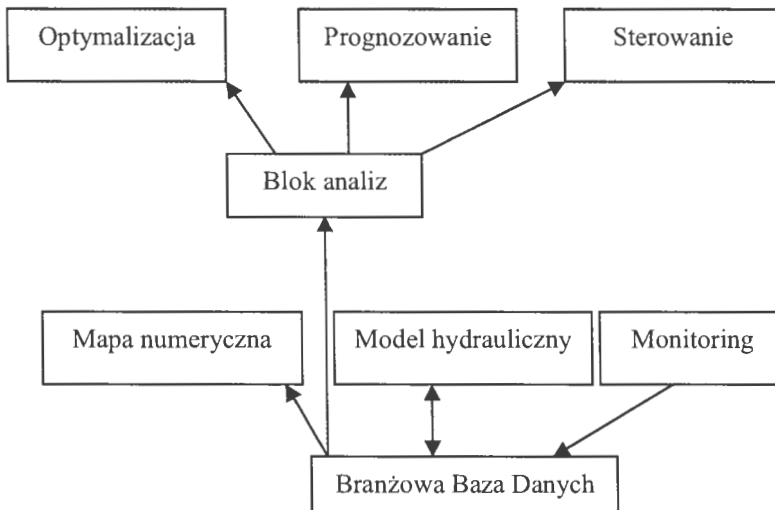 Optymalizacja
Prognozowanie
Sterowanie
Blok analiz
Mapa numeryczna
Model hydrauliczny
Monitoring
Branżowa Baza Danych